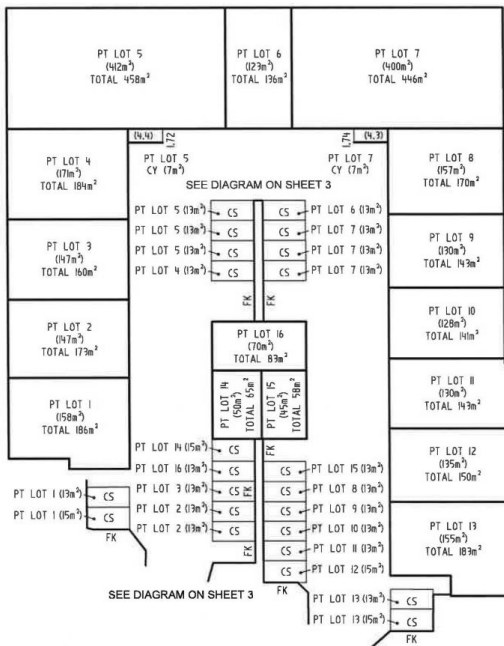 PT LOT 5
(412m²)
TOTAL 458m²
PT LOT 6
(123m²)
TOTAL 136m²
PT LOT 7
(400m²)
TOTAL 446m²
(4.4)
L72
L74
(4.3)
PT LOT 5
CY (7m²)
PT LOT 7
CY (7m²)
SEE DIAGRAM ON SHEET 3
PT LOT 4
(171m²)
TOTAL 184m²
PT LOT 8
(157m²)
TOTAL 170m²
PT LOT 5 (13m²) CS
CS PT LOT 6 (13m²)
PT LOT 5 (13m²) CS
CS PT LOT 7 (13m²)
PT LOT 5 (13m²) CS
CS PT LOT 7 (13m²)
PT LOT 4 (13m²) CS
CS PT LOT 7 (13m²)
PT LOT 3
(147m²)
TOTAL 160m²
PT LOT 9
(130m²)
TOTAL 143m²
FK
FK
PT LOT 2
(147m²)
TOTAL 173m²
PT LOT 16
(70m²)
TOTAL 83m²
PT LOT 10
(128m²)
TOTAL 141m²
PT LOT 1
(158m²)
TOTAL 186m²
PT LOT 14
(50m²)
TOTAL 65m²
PT LOT 15
(45m²)
TOTAL 58m²
PT LOT 11
(130m²)
TOTAL 143m²
PT LOT 12
(135m²)
TOTAL 150m²
PT LOT 13
(155m²)
TOTAL 183m²
PT LOT 14 (15m²) CS
FK
PT LOT 16 (13m²) CS
CS PT LOT 15 (13m²)
PT LOT 3 (13m²) CS
FK
CS PT LOT 8 (13m²)
PT LOT 2 (13m²) CS
CS PT LOT 9 (13m²)
PT LOT 2 (13m²) CS
CS PT LOT 10 (13m²)
FK
CS PT LOT 11 (13m²)
CS PT LOT 12 (15m²)
FK
PT LOT 1 (13m²) CS
PT LOT 1 (15m²) CS
FK
SEE DIAGRAM ON SHEET 3
PT LOT 13 (13m²) CS
PT LOT 13 (15m²) CS
FK